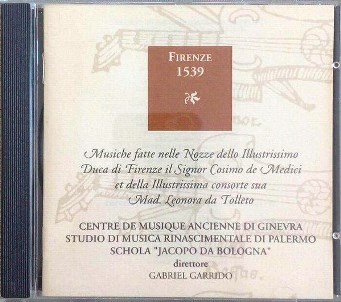 FIRENZE
1539
Musiche fatte nelle Nozze dello Illustrissimo
Duca di Firenze il Signor Cosimo de Medici
et della Illustrissima consorte sua
Mad. Leonora da Tolleto
CENTRE DE MUSIQUE ANCIENNE DI GINEVRA
STUDIO DI MUSICA RINASCIMENTALE DI PALERMO
SCHOLA "JACOPO DA BOLOGNA"
direttore
GABRIEL GARRIDO